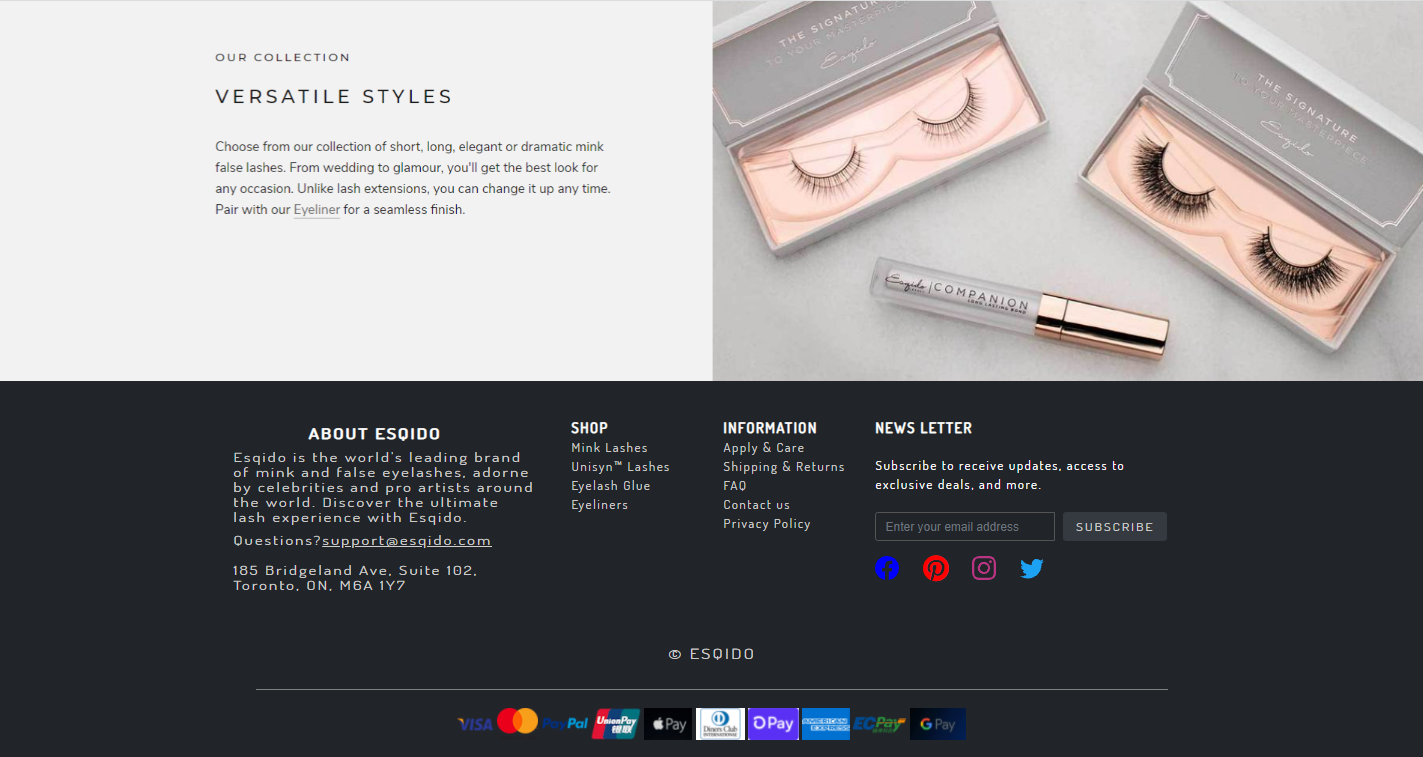 OUR COLLECTION
VERSATILE STYLES
Choose from our collection of short, long, elegant or dramatic mink
false lashes. From wedding to glamour, you'll get the best look for
any occasion. Unlike lash extensions, you can change it up any time.
Pair with our Eyeliner for a seamless finish.
THE SIGNATURE
TO YOUR MASTERPIECE
Esqido
THE SIGNATURE
TO YOUR MASTERPIECE
Esqido
Esqido | COMPANION
LONG LASTING BOND
ABOUT ESQIDO
Esqido is the world's leading brand
of mink and false eyelashes, adorne
by celebrities and pro artists around
the world. Discover the ultimate
lash experience with Esqido.
Questions?support@esqido.com
185 Bridgeland Ave, Suite 102,
Toronto, ON, M6A 1Y7
SHOP
Mink Lashes
Unisyn™ Lashes
Eyelash Glue
Eyeliners
INFORMATION
Apply & Care
Shipping & Returns
FAQ
Contact us
Privacy Policy
NEWS LETTER
Subscribe to receive updates, access to
exclusive deals, and more.
Enter your email address
SUBSCRIBE
© ESQIDO
VISA
PayPal
UnionPay
Pay
Diners Club
INTERNATIONAL
Pay
AMERICAN
EXPRESS
ECPay
G Pay